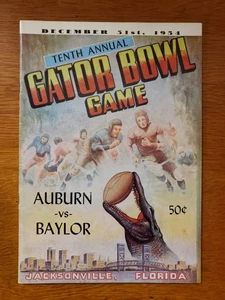 DECEMBER 31st, 1954
TENTH ANNUAL
GATOR BOWL
GAME
AUBURN
-vs-
BAYLOR
50¢
JACKSONVILLE, FLORIDA